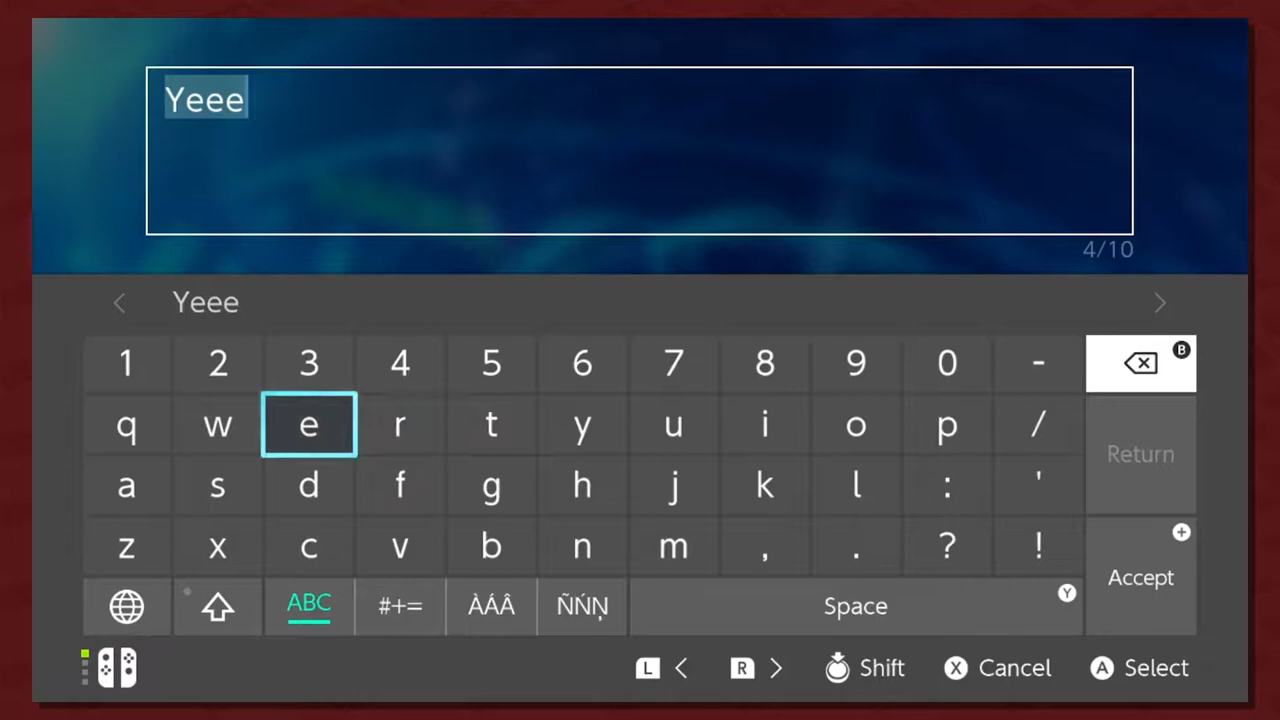 Yeee
4/10
< Yeee >
1 2 3 4 5 6 7 8 9 0 - B
q w e r t y u i o p /
Return
a s d f g h j k l : '
z x c v b n m , . ? ! +
Accept
ABC #+= ÀÁÂ ÑŃŅ Space Y
L < R > Shift X Cancel A Select